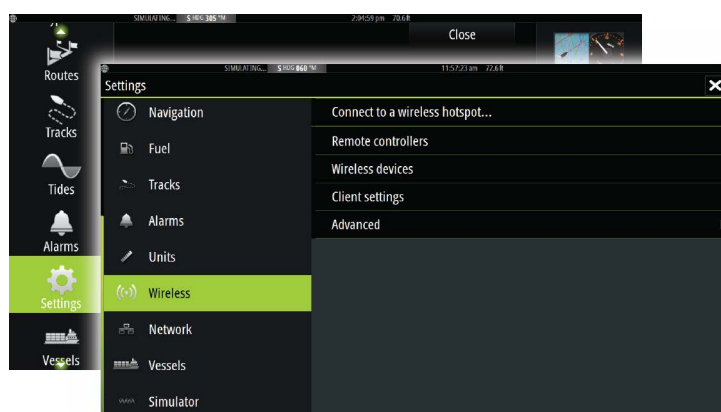 SIMULATING... S HDG 305 °M 2:04:59 pm 70.6 ft
Close
Routes
Tracks
Tides
Alarms
Settings
Vessels
SIMULATING... S HDG 060 °M 11:57:23 am 72.6 ft
Settings
Navigation
Fuel
Tracks
Alarms
Units
Wireless
Network
Vessels
Simulator
Connect to a wireless hotspot...
Remote controllers
Wireless devices
Client settings
Advanced